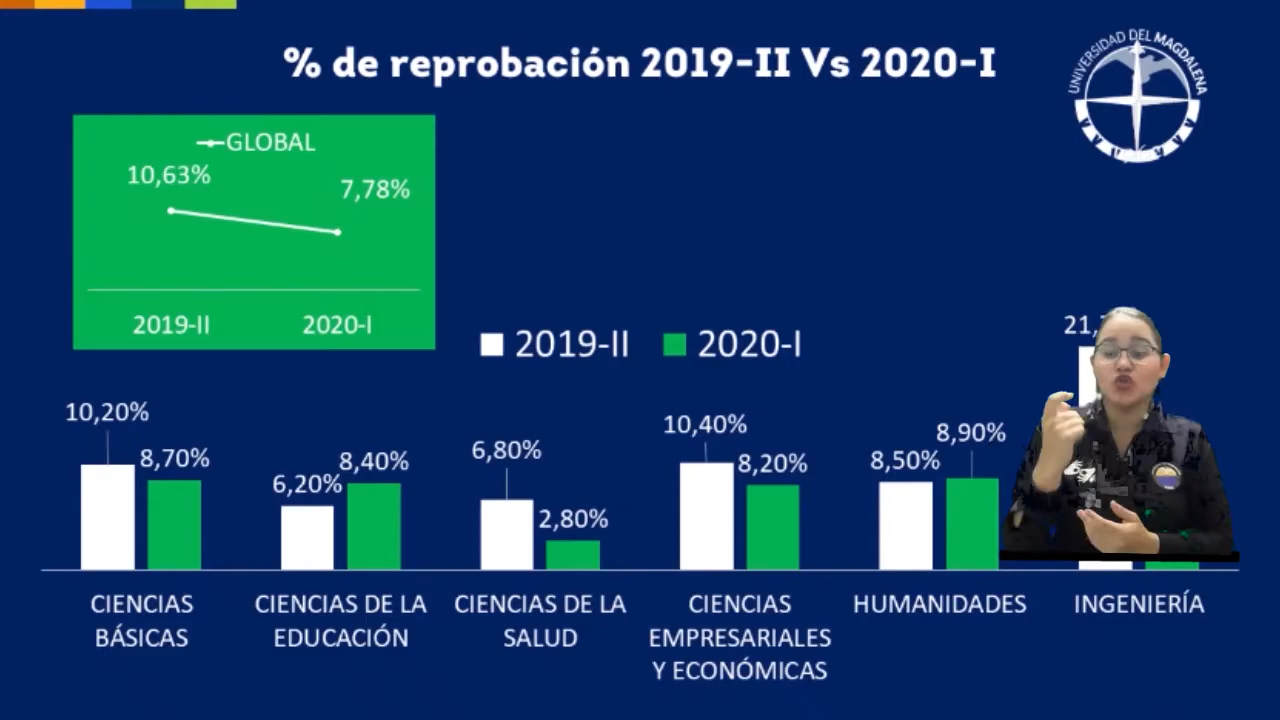 % de reprobación 2019-II Vs 2020-I
UNIVERSIDAD DEL MAGDALENA
GLOBAL
10,63%
7,78%
2019-II
2020-I
2019-II
2020-I
10,20%
8,70%
6,20%
8,40%
6,80%
2,80%
10,40%
8,20%
8,50%
8,90%
CIENCIAS
BÁSICAS
CIENCIAS DE LA
EDUCACIÓN
CIENCIAS DE LA
SALUD
CIENCIAS
EMPRESARIALES
Y ECONÓMICAS
HUMANIDADES
INGENIERÍA